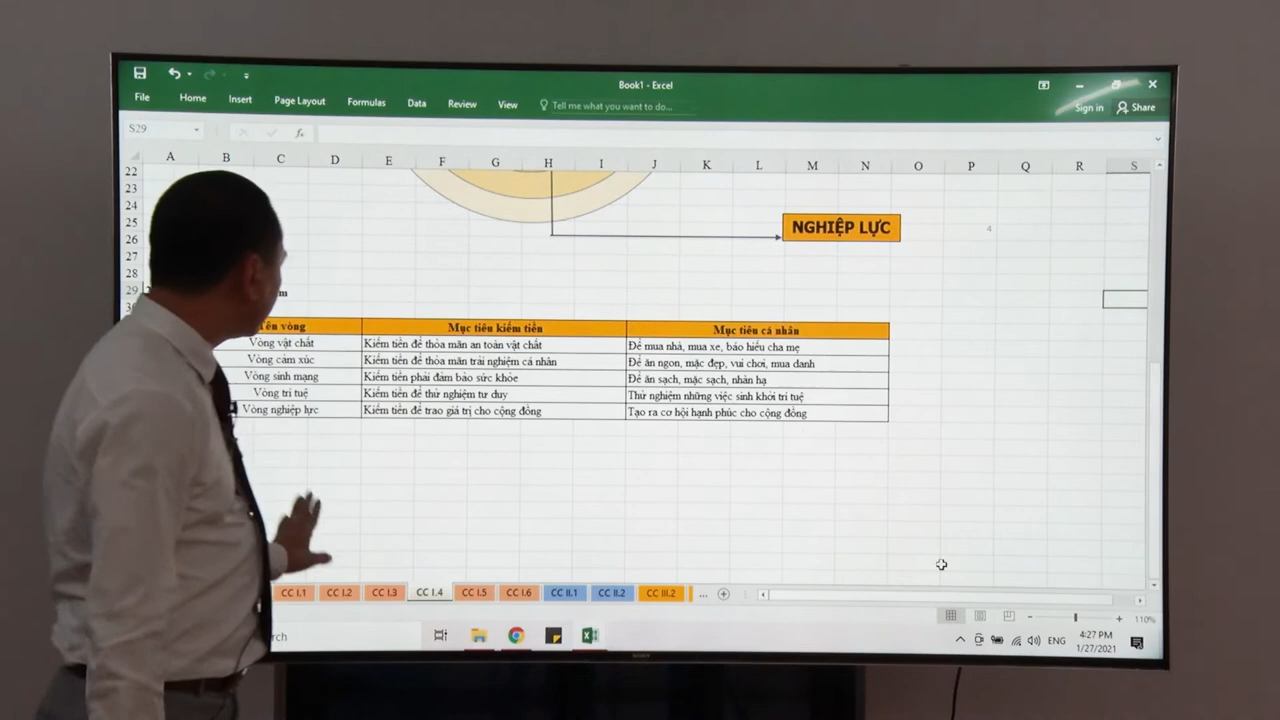 Book1 - Excel
File Home Insert Page Layout Formulas Data Review View Tell me what you want to do... Sign in Share
S29 fx
A B C D E F G H I J K L M N O P Q R S
22
23
24
25
26
27
28
29
NGHIỆP LỰC
4
Tên vòng Mục tiêu kiếm tiền Mục tiêu cá nhân
Vòng vật chất Kiếm tiền để thỏa mãn an toàn vật chất Để mua nhà, mua xe, báo hiếu cha mẹ
Vòng cảm xúc Kiếm tiền để thỏa mãn trải nghiệm cá nhân Để ăn ngon, mặc đẹp, vui chơi, mua danh
Vòng sinh mạng Kiếm tiền phải đảm bảo sức khỏe Để ăn sạch, mặc sạch, nhàn hạ
Vòng trí tuệ Kiếm tiền để thử nghiệm tư duy Thử nghiệm những việc sinh khởi trí tuệ
Vòng nghiệp lực Kiếm tiền để trao giá trị cho cộng đồng Tạo ra cơ hội hạnh phúc cho cộng đồng
CC I.1 CC I.2 CC I.3 CC I.4 CC I.5 CC I.6 CC II.1 CC II.2 CC III.2 ...
110%
ENG 4:27 PM
1/27/2021
SONY